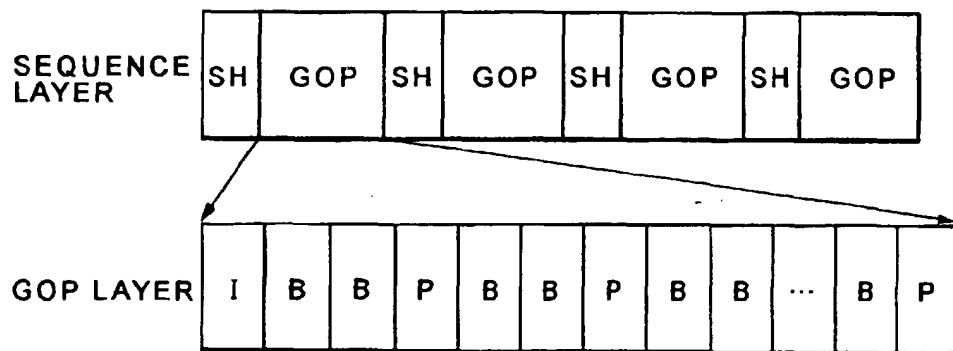 SEQUENCE
LAYER
SH GOP SH GOP SH GOP SH GOP
GOP LAYER I B B P B B P B B ... B P